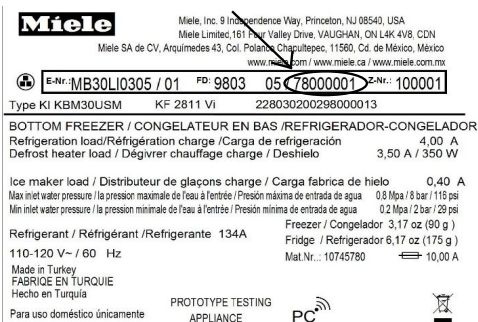 Miele
Miele, Inc. 9 Independence Way, Princeton, NJ 08540, USA
Miele Limited,161 Four Valley Drive, VAUGHAN, ON L4K 4V8, CDN
Miele SA de CV, Arquímedes 43, Col. Polanco Chapultepec, 11560, Cd. de México, México
www.miele.com / www.miele.ca / www.miele.com.mx
E-Nr.:MB30LI0305 / 01 FD: 9803 05 78000001 Z-Nr.: 100001
Type KI KBM30USM KF 2811 Vi 228030200298000013
BOTTOM FREEZER / CONGELATEUR EN BAS /REFRIGERADOR-CONGELADOR
Refrigeration load/Réfrigération charge /Carga de refrigeración 4,00 A
Defrost heater load / Dégivrer chauffage charge / Deshielo 3,50 A / 350 W
Ice maker load / Distributeur de glaçons charge / Carga fabrica de hielo 0,40 A
Max inlet water pressure / la pression maximale de l'eau à l'entrée / Presión máxima de entrada de agua 0,8 Mpa / 8 bar / 116 psi
Min inlet water pressure / la pression minimale de l'eau à l'entrée / Presión mínima de entrada de agua 0,2 Mpa / 2 bar / 29 psi
Freezer / Congelador 3,17 oz (90 g )
Refrigerant / Réfrigérant /Refrigerante 134A
Fridge / Refrigerador 6,17 oz (175 g )
110-120 V~ / 60 Hz
Mat.Nr..: 10745780 10,00 A
Made in Turkey
FABRIQE EN TURQUIE
Hecho en Turquía
Para uso doméstico únicamente
PROTOTYPE TESTING
APPLIANCE
PC